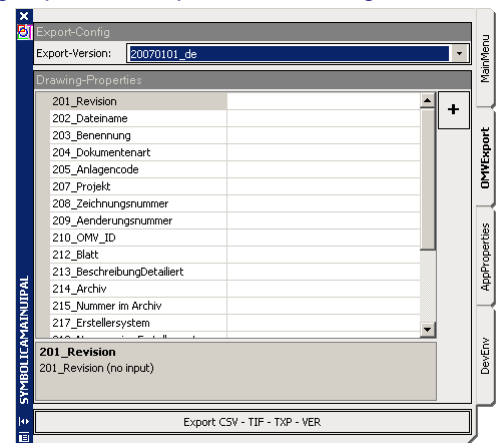 Export-Config
Export-Version: 20070101_de
Drawing-Properties
201_Revision
202_Dateiname
203_Benennung
204_Dokumentenart
205_Anlagencode
207_Projekt
208_Zeichnungsnummer
209_Aenderungsnummer
210_OMV_ID
212_Blatt
213_BeschreibungDetailiert
214_Archiv
215_Nummer im Archiv
217_Erstellersystem
+
201_Revision
201_Revision (no input)
Export CSV - TIF - TXP - VER
SYMBOLICAMAINUIPAL
MainMenu
OMVExport
AppProperties
DevEnv